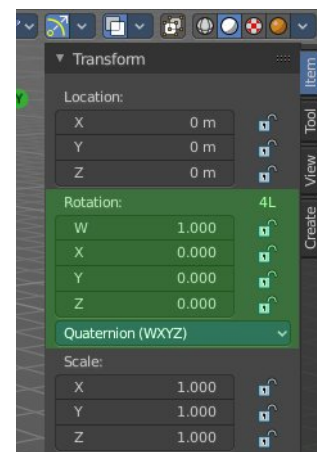 Transform
Item
Tool
View
Create
Y
Location:
X 0 m
Y 0 m
Z 0 m
Rotation: 4L
W 1.000
X 0.000
Y 0.000
Z 0.000
Quaternion (WXYZ)
Scale:
X 1.000
Y 1.000
Z 1.000